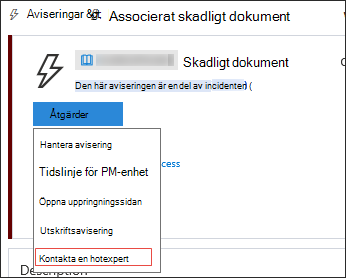 Aviseringar &gt; Associerat skadligt dokument
Skadligt dokument
Den här aviseringen är en del av incidenten (
Åtgärder
Hantera avisering
Tidslinje för PM-enhet
cess
Öppna uppringningssidan
Utskriftsavisering
Kontakta en hotexpert
Description